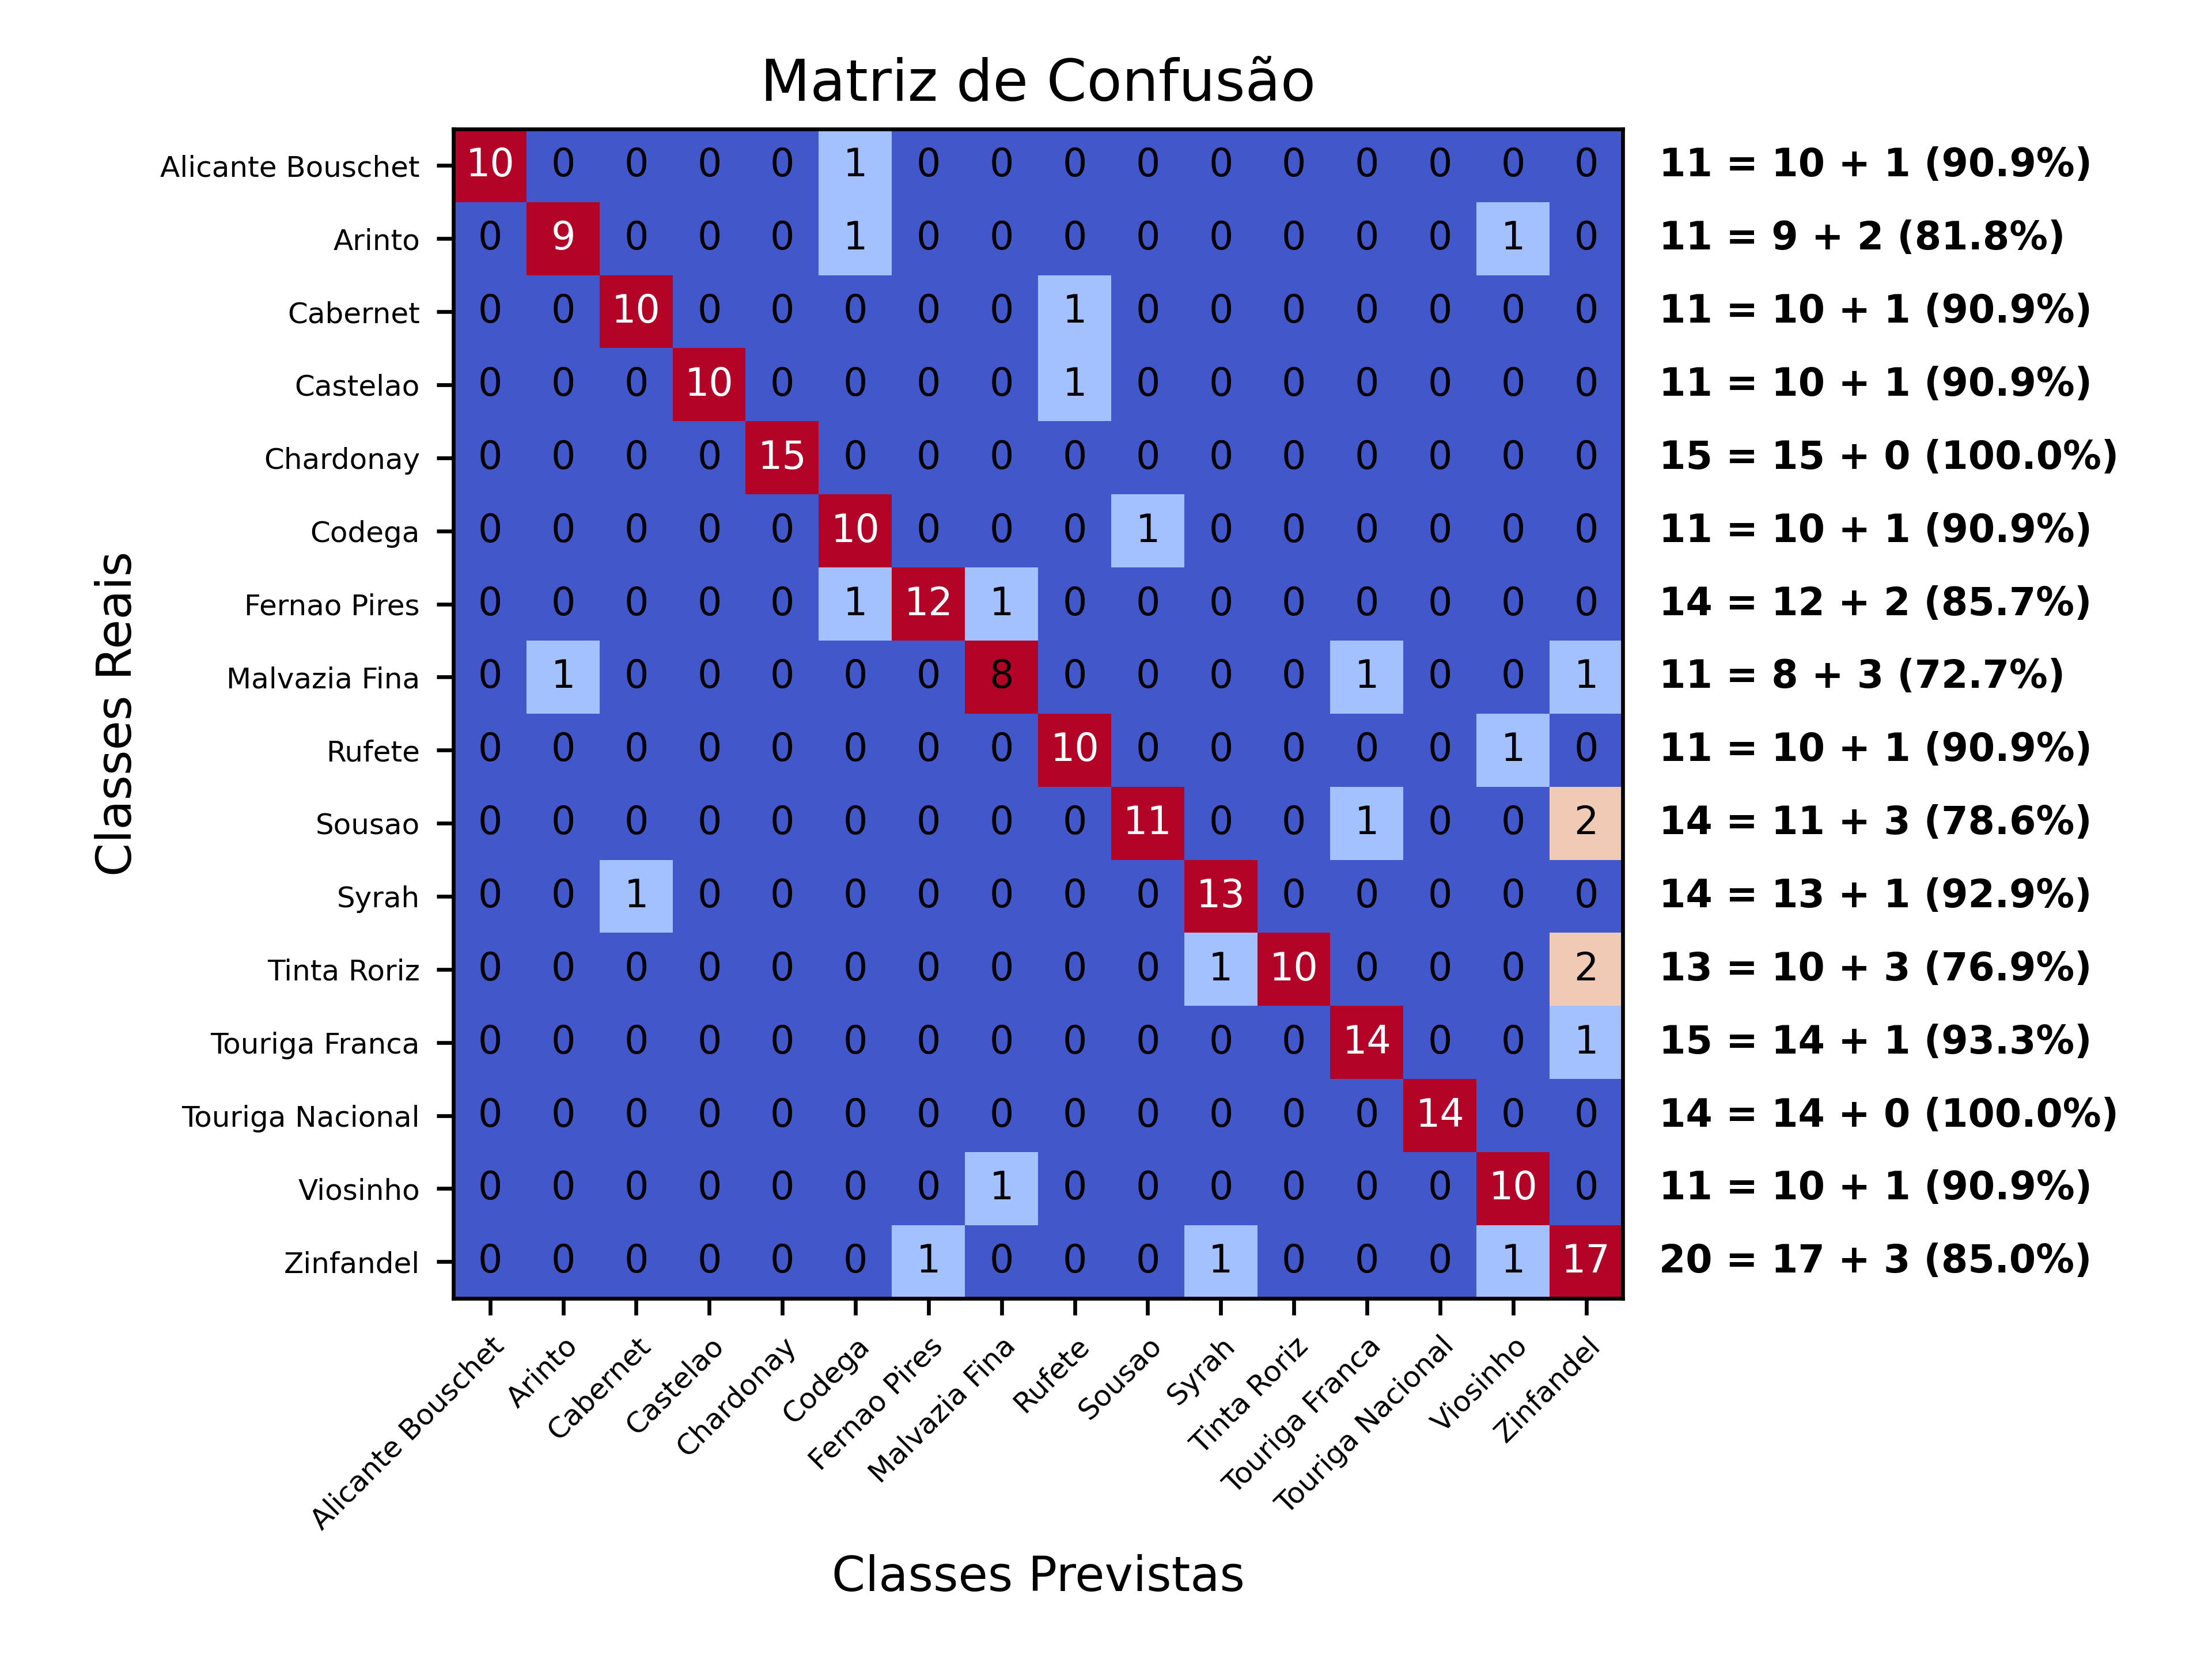 Matriz de Confusão
Alicante Bouschet 10 0 0 0 0 1 0 0 0 0 0 0 0 0 0 0 11 = 10 + 1 (90.9%)
Arinto 0 9 0 0 0 1 0 0 0 0 0 0 0 0 1 0 11 = 9 + 2 (81.8%)
Cabernet 0 0 10 0 0 0 0 0 1 0 0 0 0 0 0 0 11 = 10 + 1 (90.9%)
Castelao 0 0 0 10 0 0 0 0 1 0 0 0 0 0 0 0 11 = 10 + 1 (90.9%)
Chardonay 0 0 0 0 15 0 0 0 0 0 0 0 0 0 0 0 15 = 15 + 0 (100.0%)
Codega 0 0 0 0 0 10 0 0 0 1 0 0 0 0 0 0 11 = 10 + 1 (90.9%)
Fernao Pires 0 0 0 0 0 1 12 1 0 0 0 0 0 0 0 0 14 = 12 + 2 (85.7%)
Malvazia Fina 0 1 0 0 0 0 0 8 0 0 0 0 1 0 0 1 11 = 8 + 3 (72.7%)
Rufete 0 0 0 0 0 0 0 0 10 0 0 0 0 0 1 0 11 = 10 + 1 (90.9%)
Sousao 0 0 0 0 0 0 0 0 0 11 0 0 1 0 0 2 14 = 11 + 3 (78.6%)
Syrah 0 0 1 0 0 0 0 0 0 0 13 0 0 0 0 0 14 = 13 + 1 (92.9%)
Tinta Roriz 0 0 0 0 0 0 0 0 0 0 1 10 0 0 0 2 13 = 10 + 3 (76.9%)
Touriga Franca 0 0 0 0 0 0 0 0 0 0 0 0 14 0 0 1 15 = 14 + 1 (93.3%)
Touriga Nacional 0 0 0 0 0 0 0 0 0 0 0 0 0 14 0 0 14 = 14 + 0 (100.0%)
Viosinho 0 0 0 0 0 0 0 1 0 0 0 0 0 0 10 0 11 = 10 + 1 (90.9%)
Zinfandel 0 0 0 0 0 0 1 0 0 0 1 0 0 0 1 17 20 = 17 + 3 (85.0%)
Classes Reais
Alicante Bouschet
Arinto
Cabernet
Castelao
Chardonay
Codega
Fernao Pires
Malvazia Fina
Rufete
Sousao
Syrah
Tinta Roriz
Touriga Franca
Touriga Nacional
Viosinho
Zinfandel
Classes Previstas